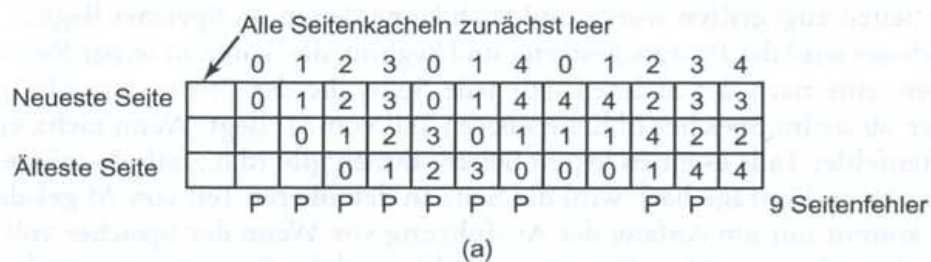 Alle Seitenkacheln zunächst leer
0 1 2 3 0 1 4 0 1 2 3 4
Neueste Seite 0 1 2 3 0 1 4 4 4 2 3 3
0 1 2 3 0 1 1 1 4 2 2
Älteste Seite 0 1 2 3 0 0 0 1 4 4
P P P P P P P P P 9 Seitenfehler
(a)